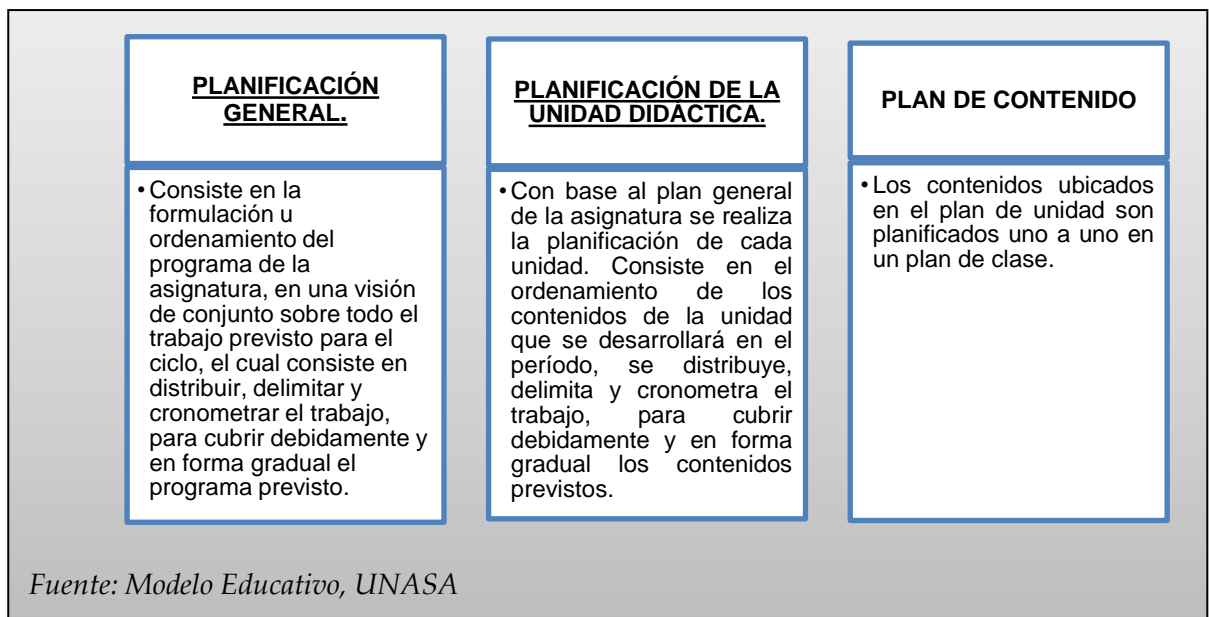 PLANIFICACIÓN
GENERAL.
• Consiste en la
formulación u
ordenamiento del
programa de la
asignatura, en una visión
de conjunto sobre todo el
trabajo previsto para el
ciclo, el cual consiste en
distribuir, delimitar y
cronometrar el trabajo,
para cubrir debidamente y
en forma gradual el
programa previsto.
PLANIFICACIÓN DE LA
UNIDAD DIDÁCTICA.
• Con base al plan general
de la asignatura se realiza
la planificación de cada
unidad. Consiste en el
ordenamiento de los
contenidos de la unidad
que se desarrollará en el
período, se distribuye,
delimita y cronometra el
trabajo, para cubrir
debidamente y en forma
gradual los contenidos
previstos.
PLAN DE CONTENIDO
• Los contenidos ubicados
en el plan de unidad son
planificados uno a uno en
un plan de clase.
Fuente: Modelo Educativo, UNASA